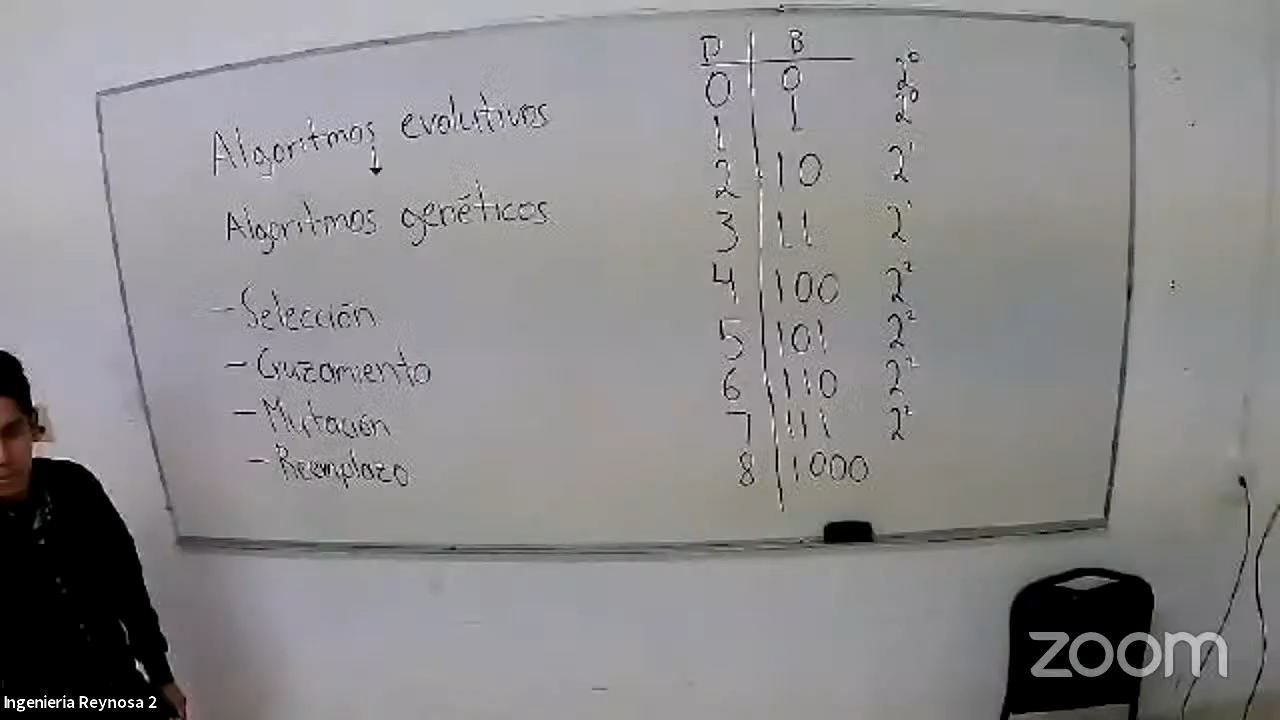 Algoritmos evolutivos
↓
Algoritmos genéticos
- Selección
- Cruzamiento
- Mutación
- Reemplazo
D B
0 0 2⁰
1 1 2⁰
2 10 2¹
3 11 2¹
4 100 2²
5 101 2²
6 110 2²
7 111 2²
8 1000
zoom
Ingenieria Reynosa 2